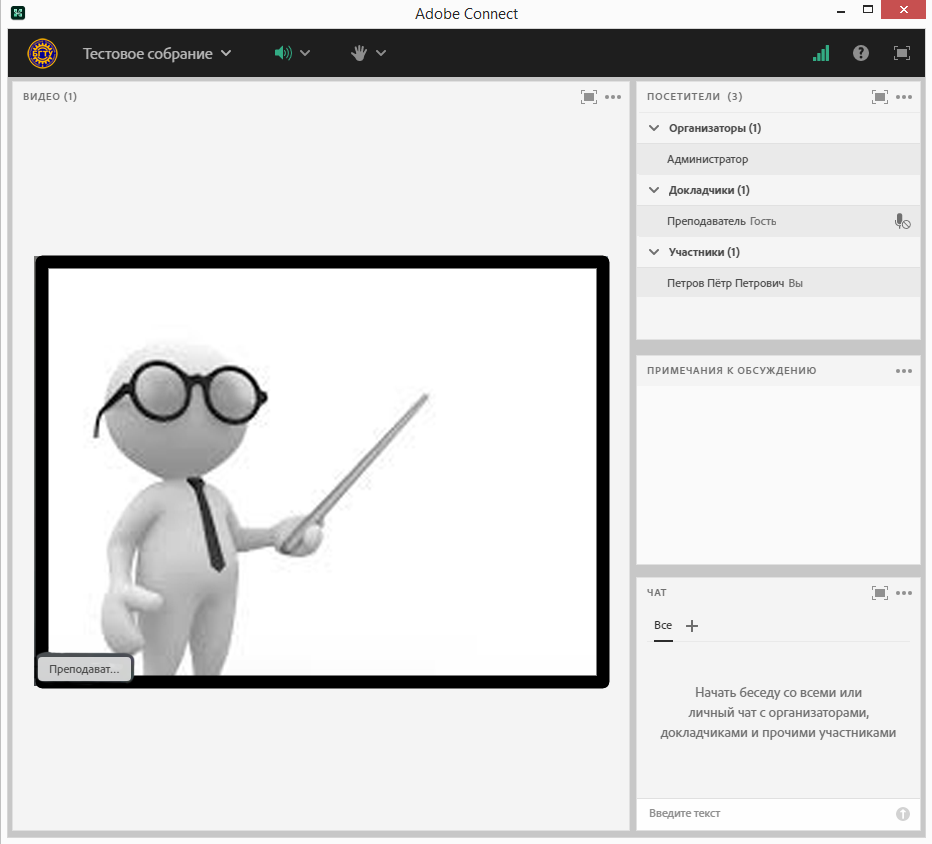 Adobe Connect
БГТУ
Тестовое собрание
ВИДЕО (1)
Преподават...
ПОСЕТИТЕЛИ (3)
Организаторы (1)
Администратор
Докладчики (1)
Преподаватель Гость
Участники (1)
Петров Пётр Петрович Вы
ПРИМЕЧАНИЯ К ОБСУЖДЕНИЮ
ЧАТ
Все
Начать беседу со всеми или
личный чат с организаторами,
докладчиками и прочими участниками
Введите текст